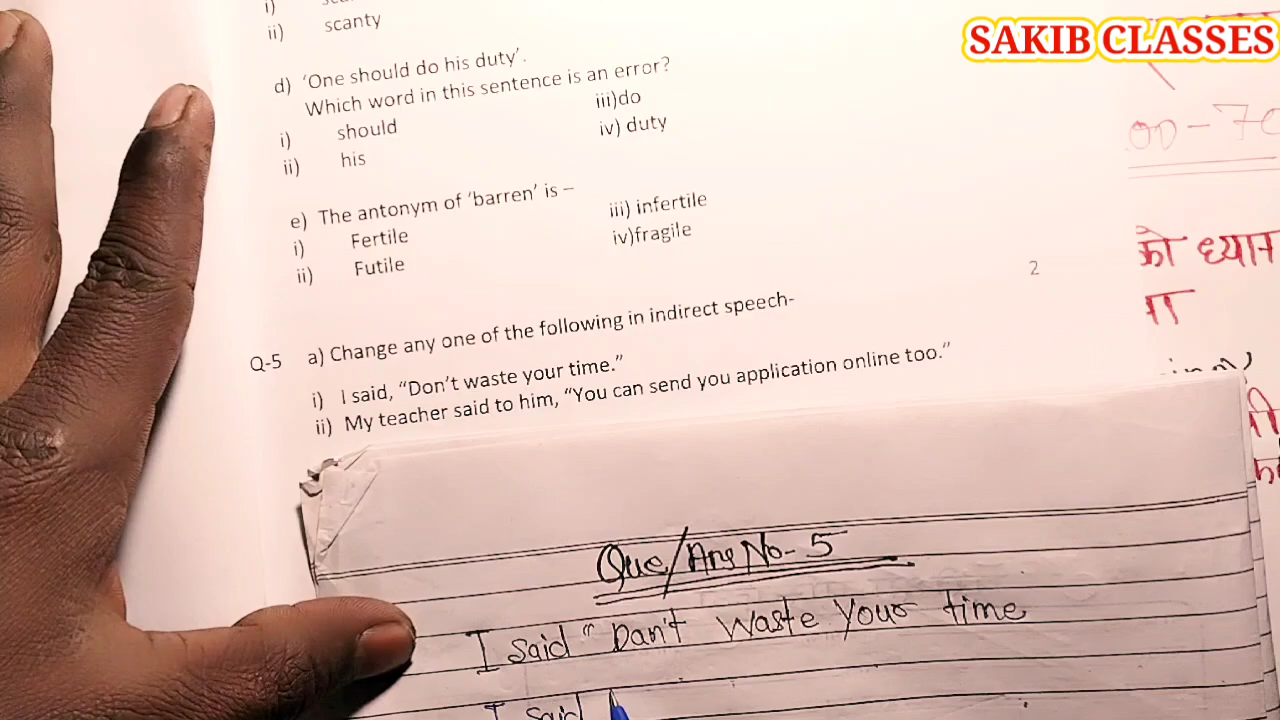 SAKIB CLASSES
i)
ii) scanty
d) ‘One should do his duty’.
Which word in this sentence is an error?
i) should iii)do
ii) his iv) duty
e) The antonym of ‘barren’ is –
i) Fertile iii) infertile
ii) Futile iv)fragile
2
Q-5 a) Change any one of the following in indirect speech-
i) I said, “Don’t waste your time.”
ii) My teacher said to him, “You can send you application online too.”
को ध्यान
Que/Ans No- 5
I said " Dan't waste your time
I said